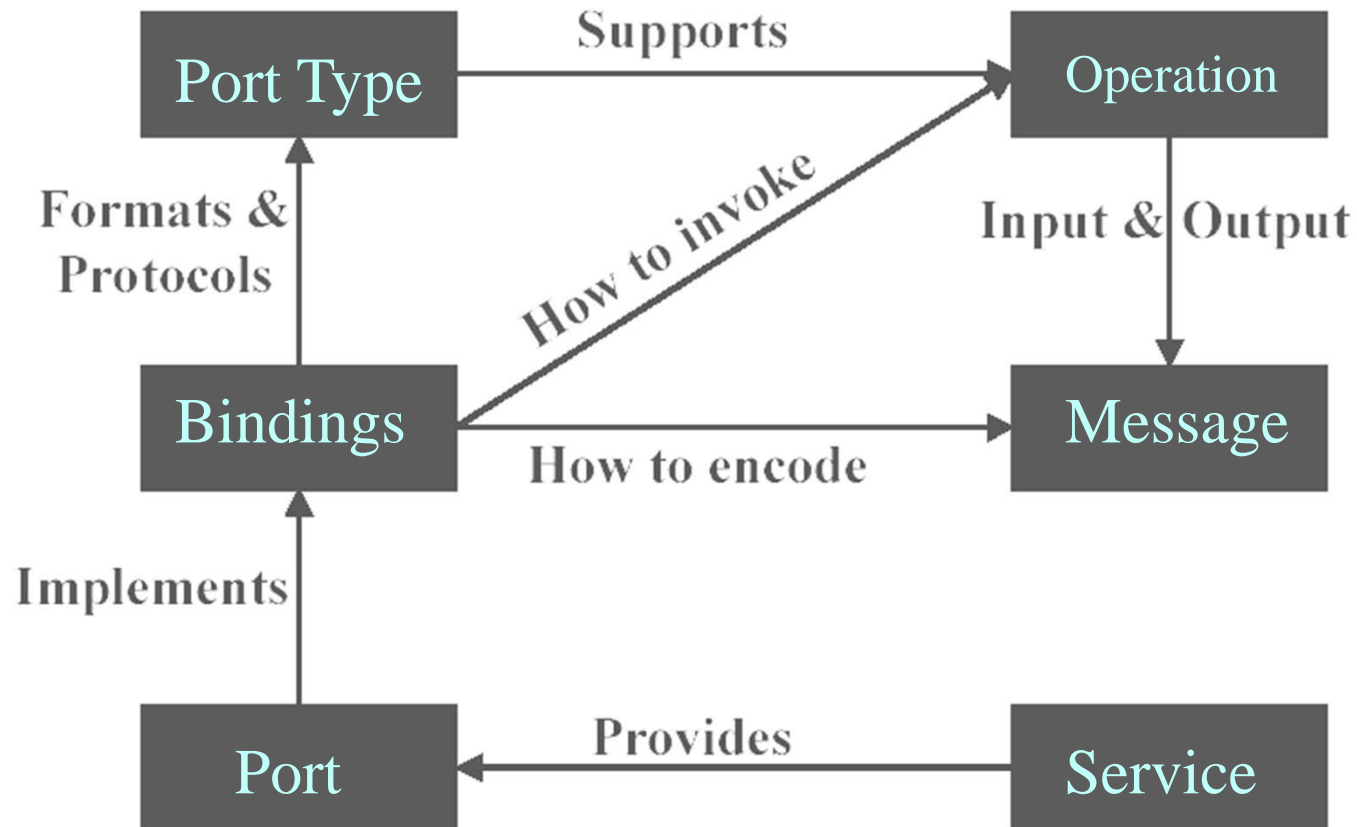 Supports
Port Type
Operation
Formats &
Protocols
How to invoke
Input & Output
Bindings
Message
How to encode
Implements
Provides
Port
Service